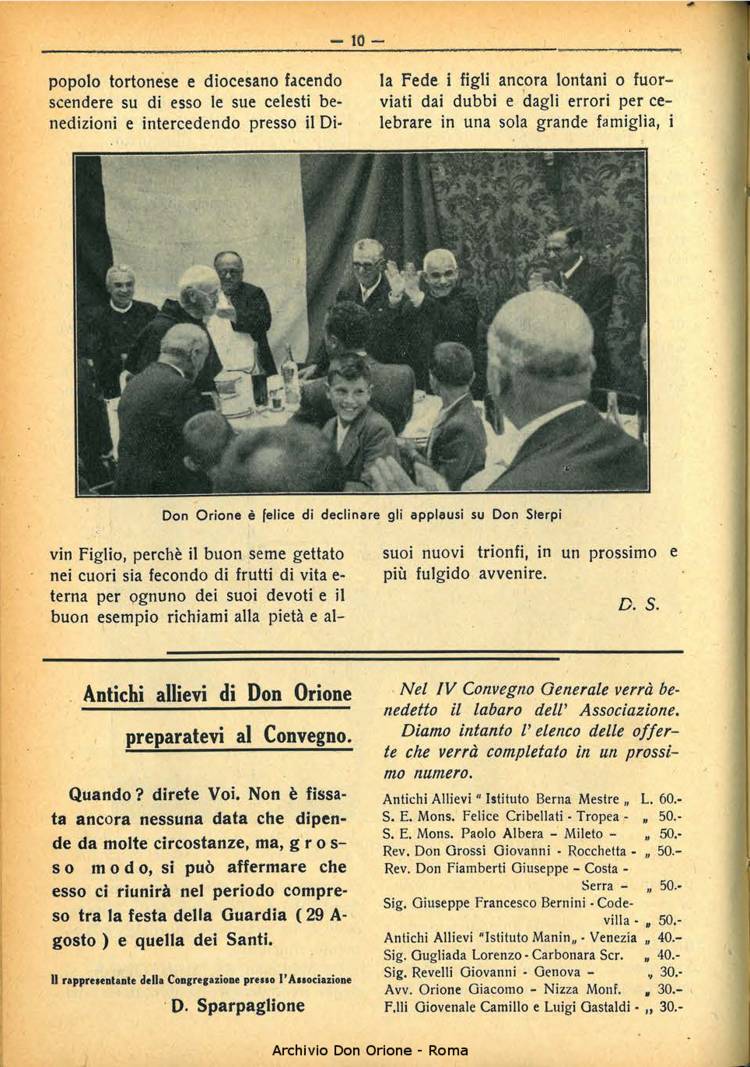 — 10 —
popolo tortonese e diocesano facendo
scendere su di esso le sue celesti be-
nedizioni e intercedendo presso il Di-
la Fede i figli ancora lontani o fuor-
viati dai dubbi e dagli errori per ce-
lebrare in una sola grande famiglia, i
Don Orione è felice di declinare gli applausi su Don Sterpi
vin Figlio, perchè il buon seme gettato
nei cuori sia fecondo di frutti di vita e-
terna per ognuno dei suoi devoti e il
buon esempio richiami alla pietà e al-
suoi nuovi trionfi, in un prossimo e
più fulgido avvenire.
D. S.
Antichi allievi di Don Orione
preparatevi al Convegno.
Quando? direte Voi. Non è fissa-
ta ancora nessuna data che dipen-
de da molte circostanze, ma, gros-
so modo, si può affermare che
esso ci riunirà nel periodo compre-
so tra la festa della Guardia (29 A-
gosto) e quella dei Santi.
Il rappresentante della Congregazione presso l'Associazione
D. Sparpaglione
Nel IV Convegno Generale verrà be-
nedetto il labaro dell' Associazione.
Diamo intanto l' elenco delle offer-
te che verrà completato in un prossi-
mo numero.
Antichi Allievi " Istituto Berna Mestre „ L. 60.-
S. E. Mons. Felice Cribellati - Tropea - „ 50.-
S. E. Mons. Paolo Albera - Mileto - „ 50.-
Rev. Don Grossi Giovanni - Rocchetta - „ 50.-
Rev. Don Fiamberti Giuseppe - Costa -
Serra - „ 50.-
Sig. Giuseppe Francesco Bernini - Code-
villa - „ 50.-
Antichi Allievi "Istituto Manin„ - Venezia „ 40.-
Sig. Gugliada Lorenzo - Carbonara Scr. „ 40.-
Sig. Revelli Giovanni - Genova - „ 30.-
Avv. Orione Giacomo - Nizza Monf. „ 30.-
F.lli Giovenale Camillo e Luigi Gastaldi - „ 30.-
Archivio Don Orione - Roma